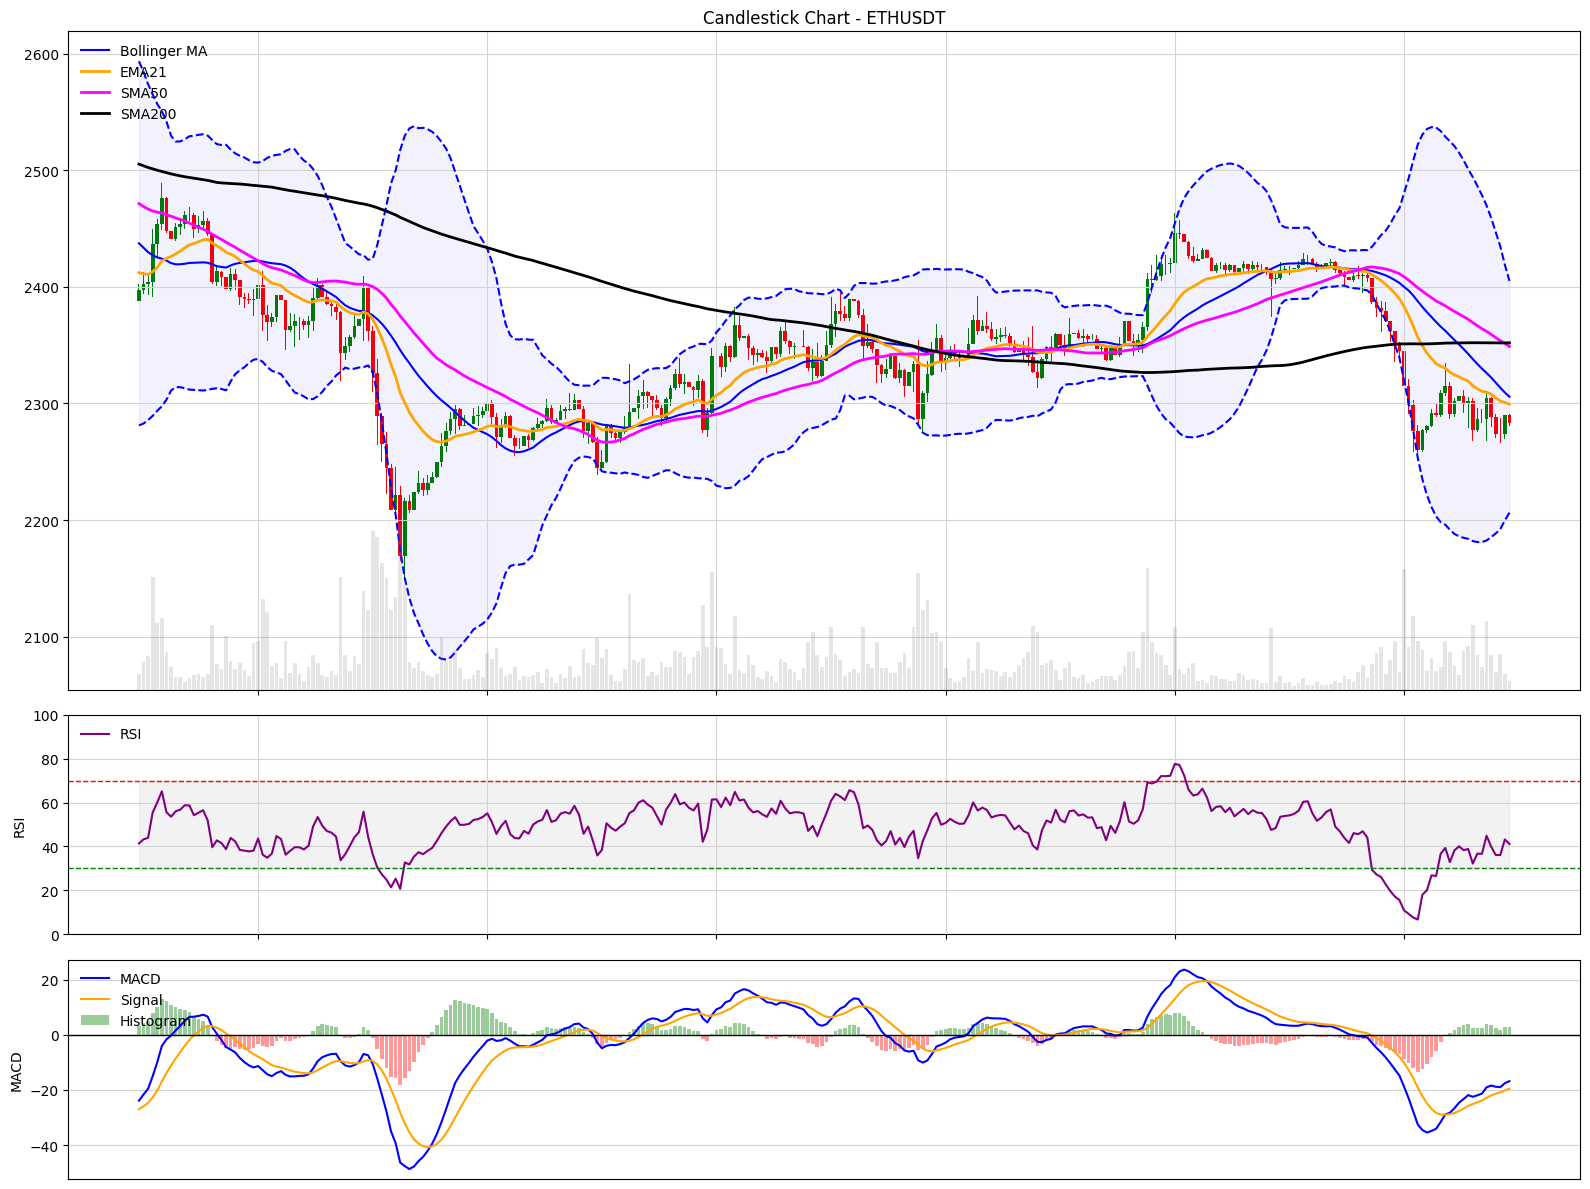 Candlestick Chart - ETHUSDT
Bollinger MA
EMA21
SMA50
SMA200
2600
2500
2400
2300
2200
2100
RSI
100
80
60
40
20
0
RSI
MACD
Signal
Histogram
20
0
−20
−40
MACD